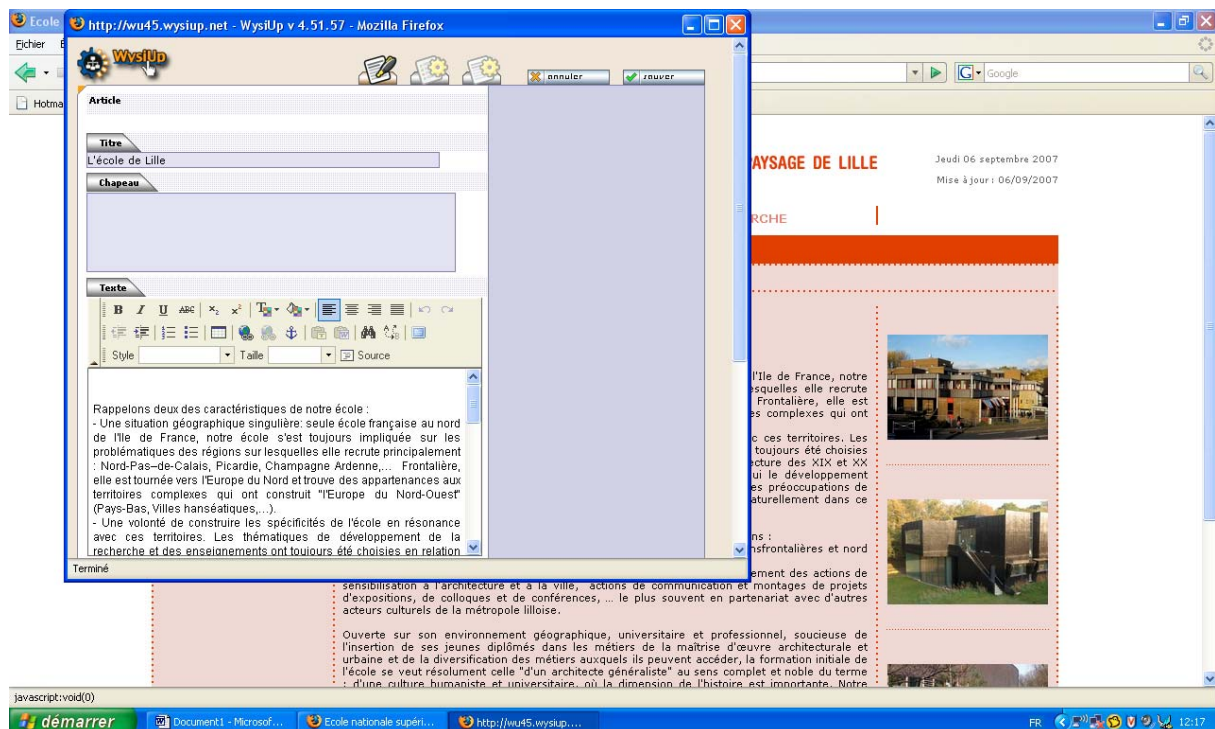 Ecole
http://wu45.wysiup.net - WysiUp v 4.51.57 - Mozilla Firefox
Fichier
Google
Hotma
WysiUp
annuler
sauver
Article
Titre
L'école de Lille
Chapeau
Texte
B I U ABC x₂ x²
Style Taille Source
Rappelons deux des caractéristiques de notre école :
- Une situation géographique singulière: seule école française au nord
de l'Ile de France, notre école s'est toujours impliquée sur les
problématiques des régions sur lesquelles elle recrute principalement
: Nord-Pas–de-Calais, Picardie, Champagne Ardenne,... Frontalière,
elle est tournée vers l'Europe du Nord et trouve des appartenances aux
territoires complexes qui ont construit "l'Europe du Nord-Ouest"
(Pays-Bas, Villes hanséatiques,...).
- Une volonté de construire les spécificités de l'école en résonance
avec ces territoires. Les thématiques de développement de la
recherche et des enseignements ont toujours été choisies en relation
Terminé
AYSAGE DE LILLE
Jeudi 06 septembre 2007
Mise à jour : 06/09/2007
RCHE
l'Ile de France, notre
esquelles elle recrute
Frontalière, elle est
es complexes qui ont
c ces territoires. Les
toujours été choisies
ecture des XIX et XX
ui le développement
es préoccupations de
aturellement dans ce
ns :
nsfrontalières et nord
ement des actions de
sensibilisation à l'architecture et à la ville, actions de communication et montages de projets
d'expositions, de colloques et de conférences, ... le plus souvent en partenariat avec d'autres
acteurs culturels de la métropole lilloise.
Ouverte sur son environnement géographique, universitaire et professionnel, soucieuse de
l'insertion de ses jeunes diplômés dans les métiers de la maîtrise d'œuvre architecturale et
urbaine et de la diversification des métiers auxquels ils peuvent accéder, la formation initiale de
l'école se veut résolument celle "d'un architecte généraliste" au sens complet et noble du terme
: d'une culture humaniste et universitaire, où la dimension de l'histoire est importante. Notre
javascript:void(0)
démarrer
Document1 - Microsof...
Ecole nationale supéri...
http://wu45.wysiup....
FR
12:17